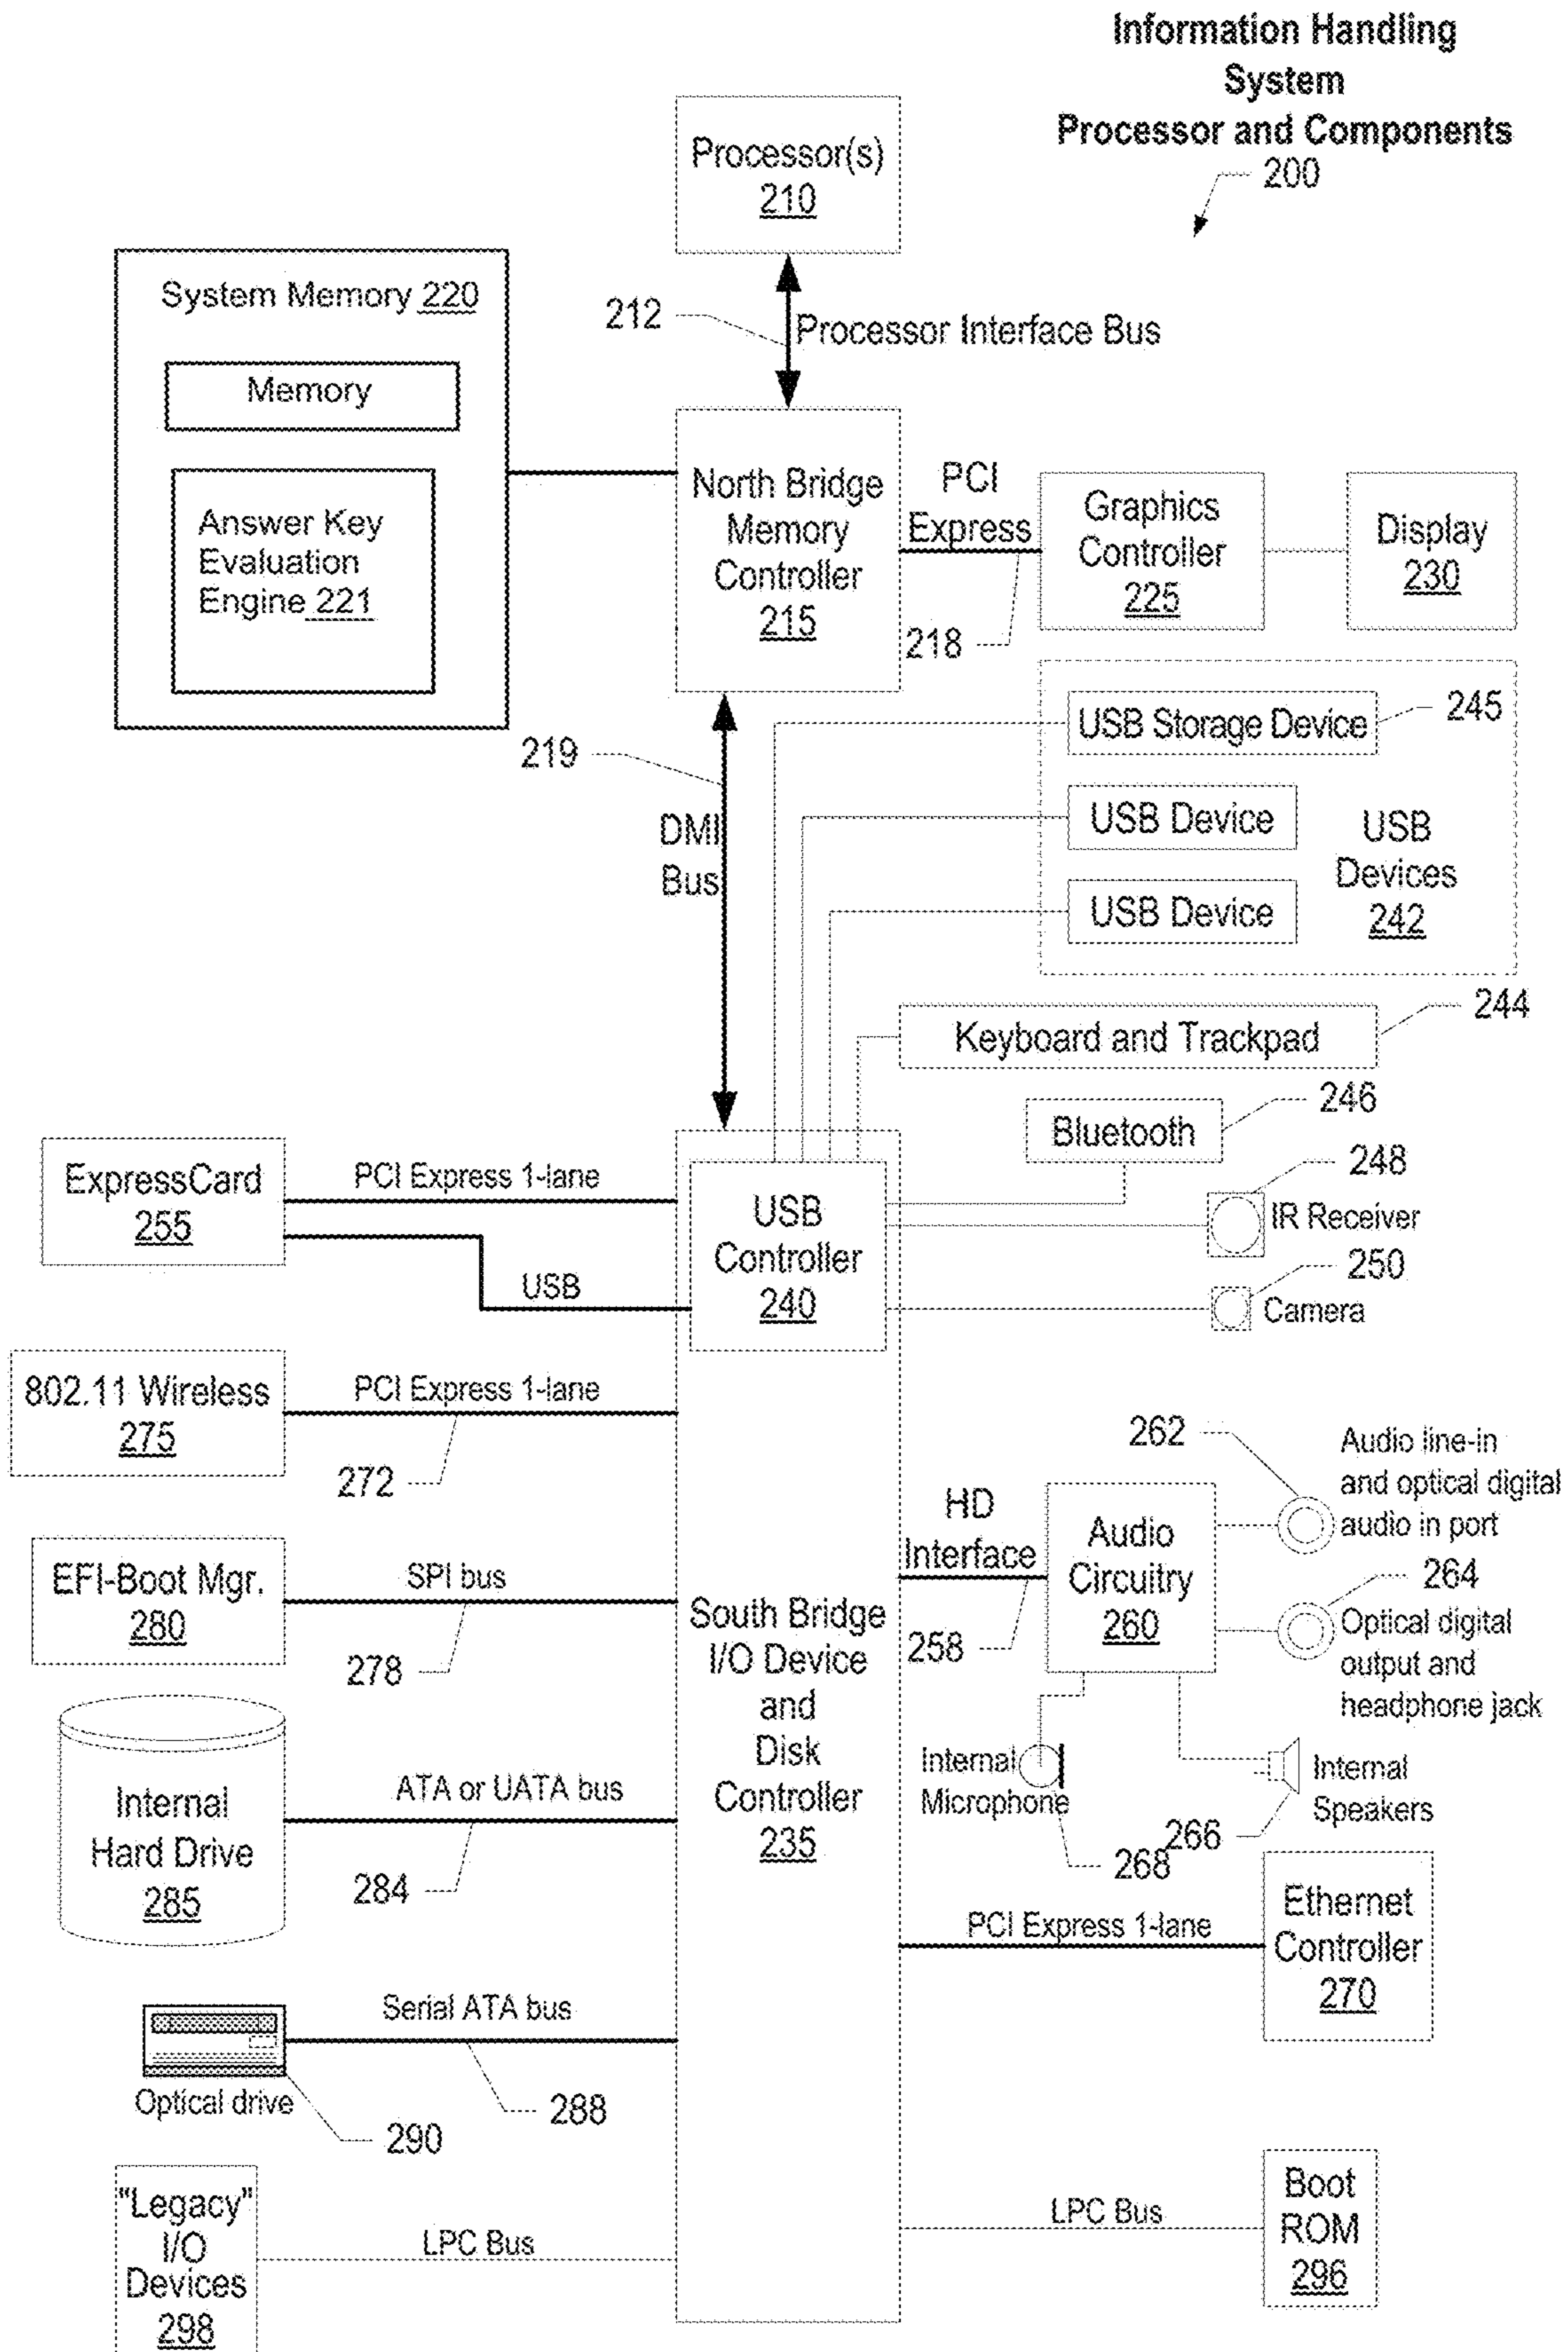 Information Handling
System
Processor and Components
200
Processor(s)
210
System Memory 220
Memory
Answer Key
Evaluation
Engine 221
212
Processor Interface Bus
North Bridge
Memory
Controller
215
PCI
Express
218
Graphics
Controller
225
Display
230
219
DMI
Bus
USB Storage Device
245
USB Device
USB Device
USB
Devices
242
Keyboard and Trackpad
244
Bluetooth
246
248
IR Receiver
250
Camera
ExpressCard
255
PCI Express 1-lane
USB
USB
Controller
240
802.11 Wireless
275
PCI Express 1-lane
272
EFI-Boot Mgr.
280
SPI bus
278
Internal
Hard Drive
285
ATA or UATA bus
284
South Bridge
I/O Device
and
Disk
Controller
235
HD
Interface
258
Audio
Circuitry
260
262
Audio line-in
and optical digital
audio in port
264
Optical digital
output and
headphone jack
Internal
Microphone
268
266
Internal
Speakers
PCI Express 1-lane
Ethernet
Controller
270
Serial ATA bus
288
Optical drive
290
"Legacy"
I/O
Devices
298
LPC Bus
LPC Bus
Boot
ROM
296